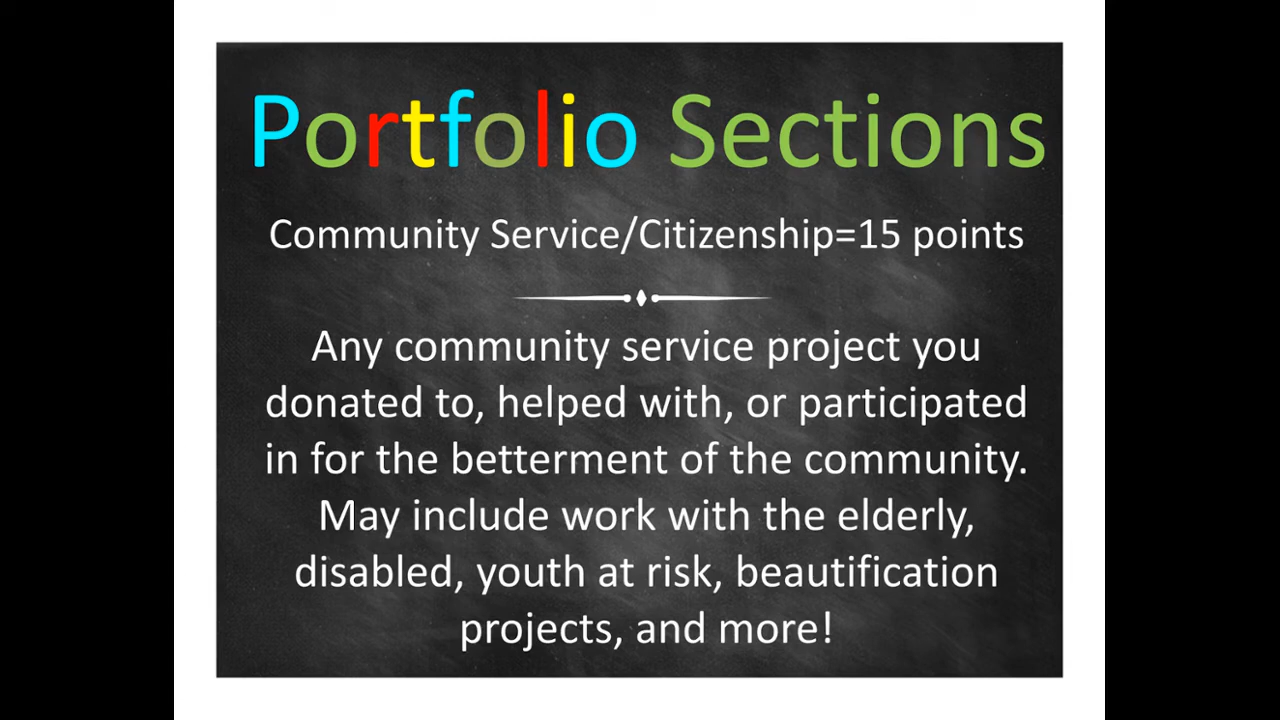 Portfolio Sections
Community Service/Citizenship=15 points
Any community service project you
donated to, helped with, or participated
in for the betterment of the community.
May include work with the elderly,
disabled, youth at risk, beautification
projects, and more!